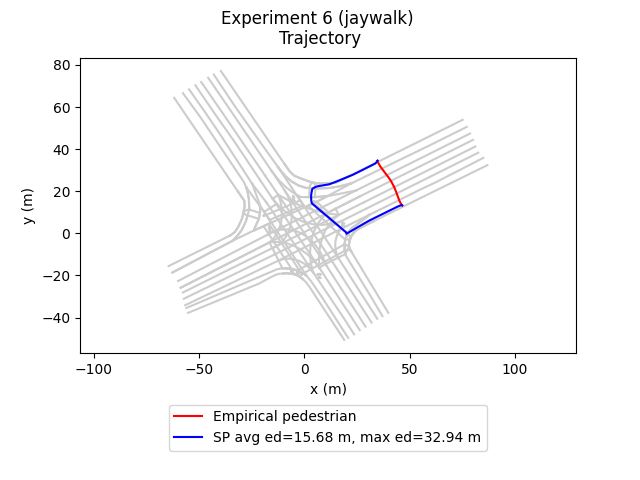 Experiment 6 (jaywalk)
Trajectory
80
60
40
20
0
−20
−40
y (m)
−100
−50
0
50
100
x (m)
Empirical pedestrian
SP avg ed=15.68 m, max ed=32.94 m